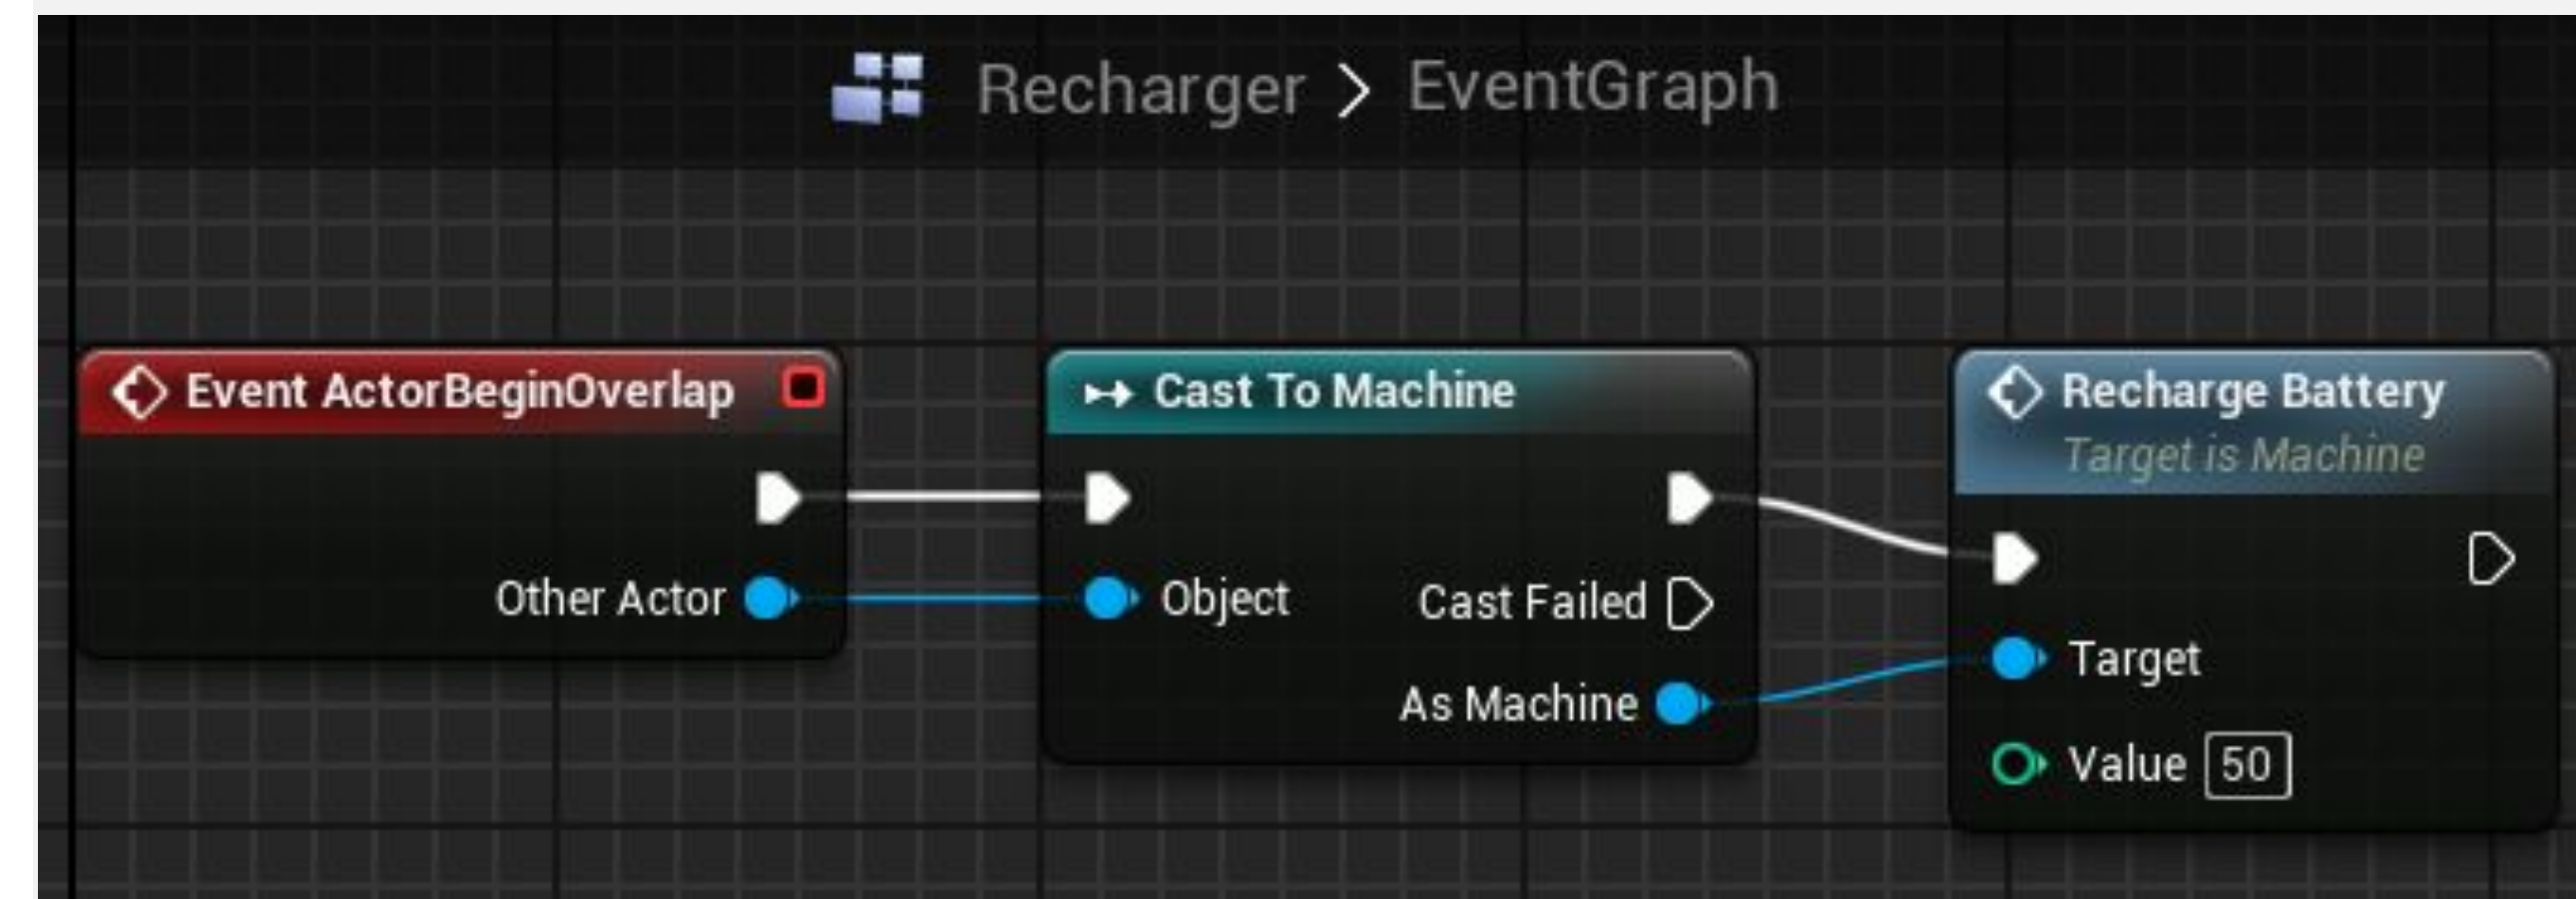 Recharger > EventGraph
Event ActorBeginOverlap
Other Actor
Cast To Machine
Object
Cast Failed
As Machine
Recharge Battery
Target is Machine
Target
Value 50